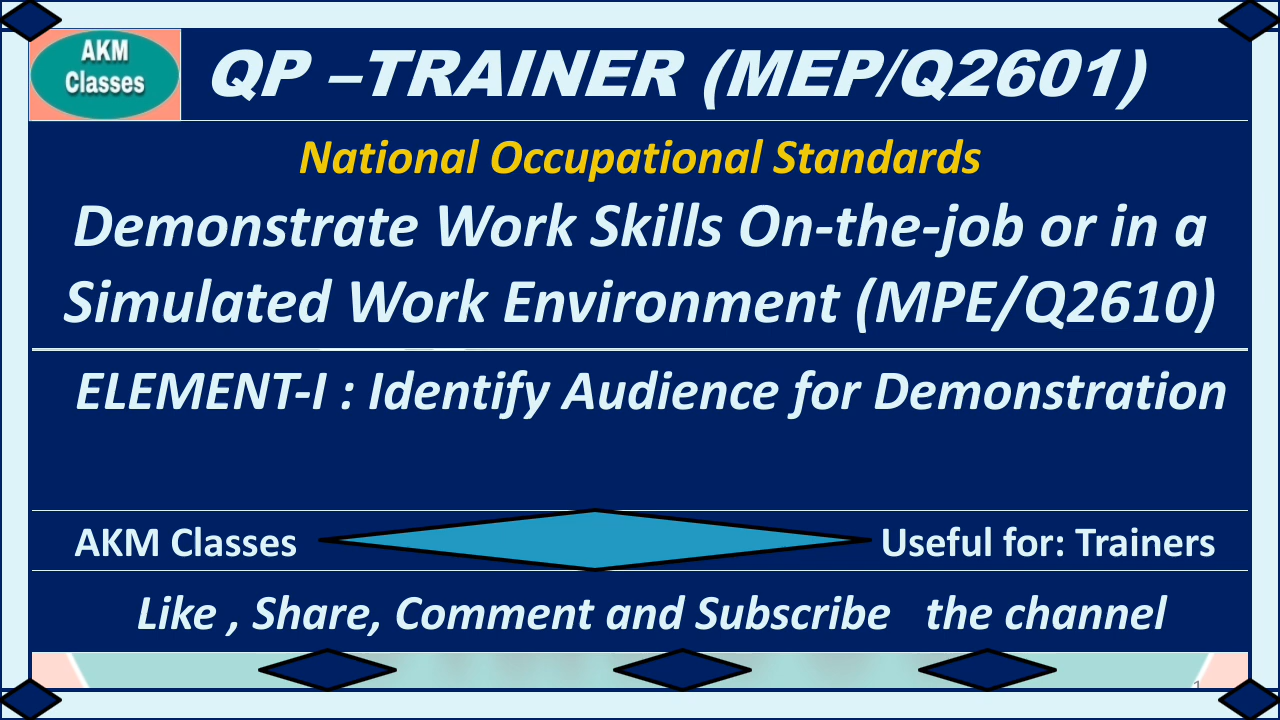 AKM
Classes
QP –TRAINER (MEP/Q2601)
National Occupational Standards
Demonstrate Work Skills On-the-job or in a
Simulated Work Environment (MPE/Q2610)
ELEMENT-I : Identify Audience for Demonstration
AKM Classes
Useful for: Trainers
Like , Share, Comment and Subscribe   the channel
1